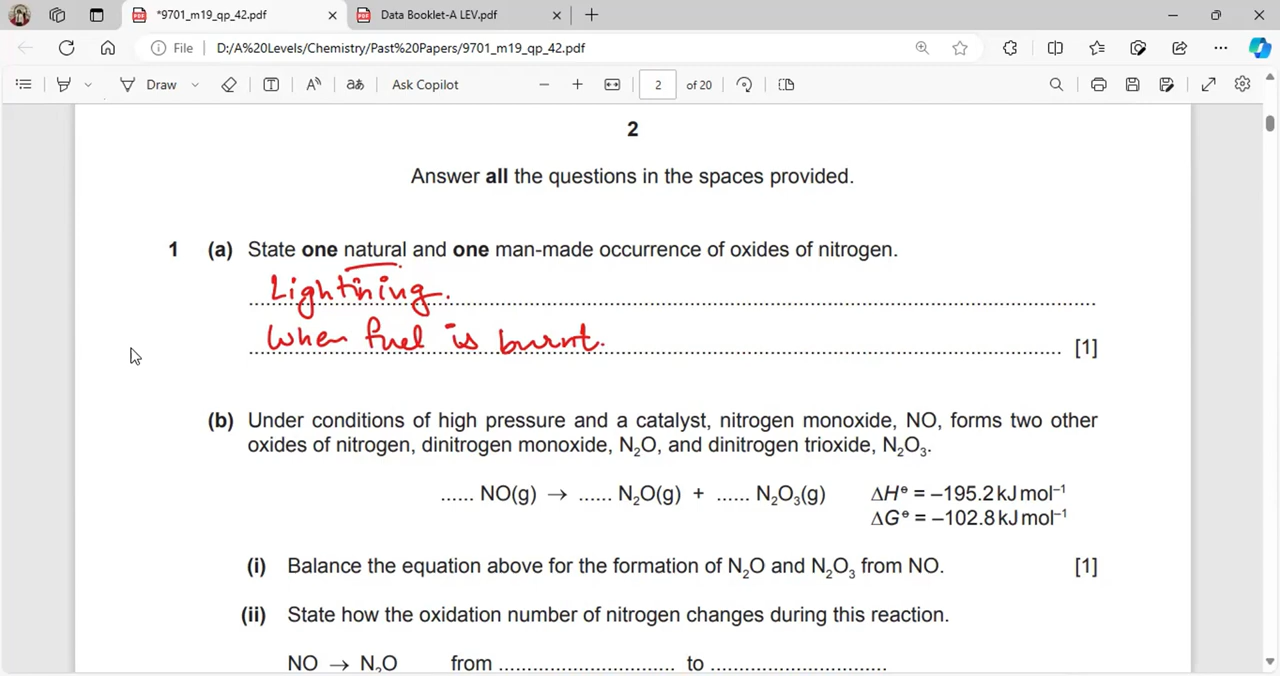 *9701_m19_qp_42.pdf
Data Booklet-A LEV.pdf
File D:/A%20Levels/Chemistry/Past%20Papers/9701_m19_qp_42.pdf
Draw aあ Ask Copilot 2 of 20
2
Answer all the questions in the spaces provided.
1 (a) State one natural and one man-made occurrence of oxides of nitrogen.
Lightining.
When fuel is burnt. [1]
(b) Under conditions of high pressure and a catalyst, nitrogen monoxide, NO, forms two other
oxides of nitrogen, dinitrogen monoxide, N₂O, and dinitrogen trioxide, N₂O₃.
...... NO(g) → ...... N₂O(g) + ...... N₂O₃(g) ΔH⦵ = –195.2 kJ mol⁻¹
ΔG⦵ = –102.8 kJ mol⁻¹
(i) Balance the equation above for the formation of N₂O and N₂O₃ from NO. [1]
(ii) State how the oxidation number of nitrogen changes during this reaction.
NO → N₂O from ................................ to ................................